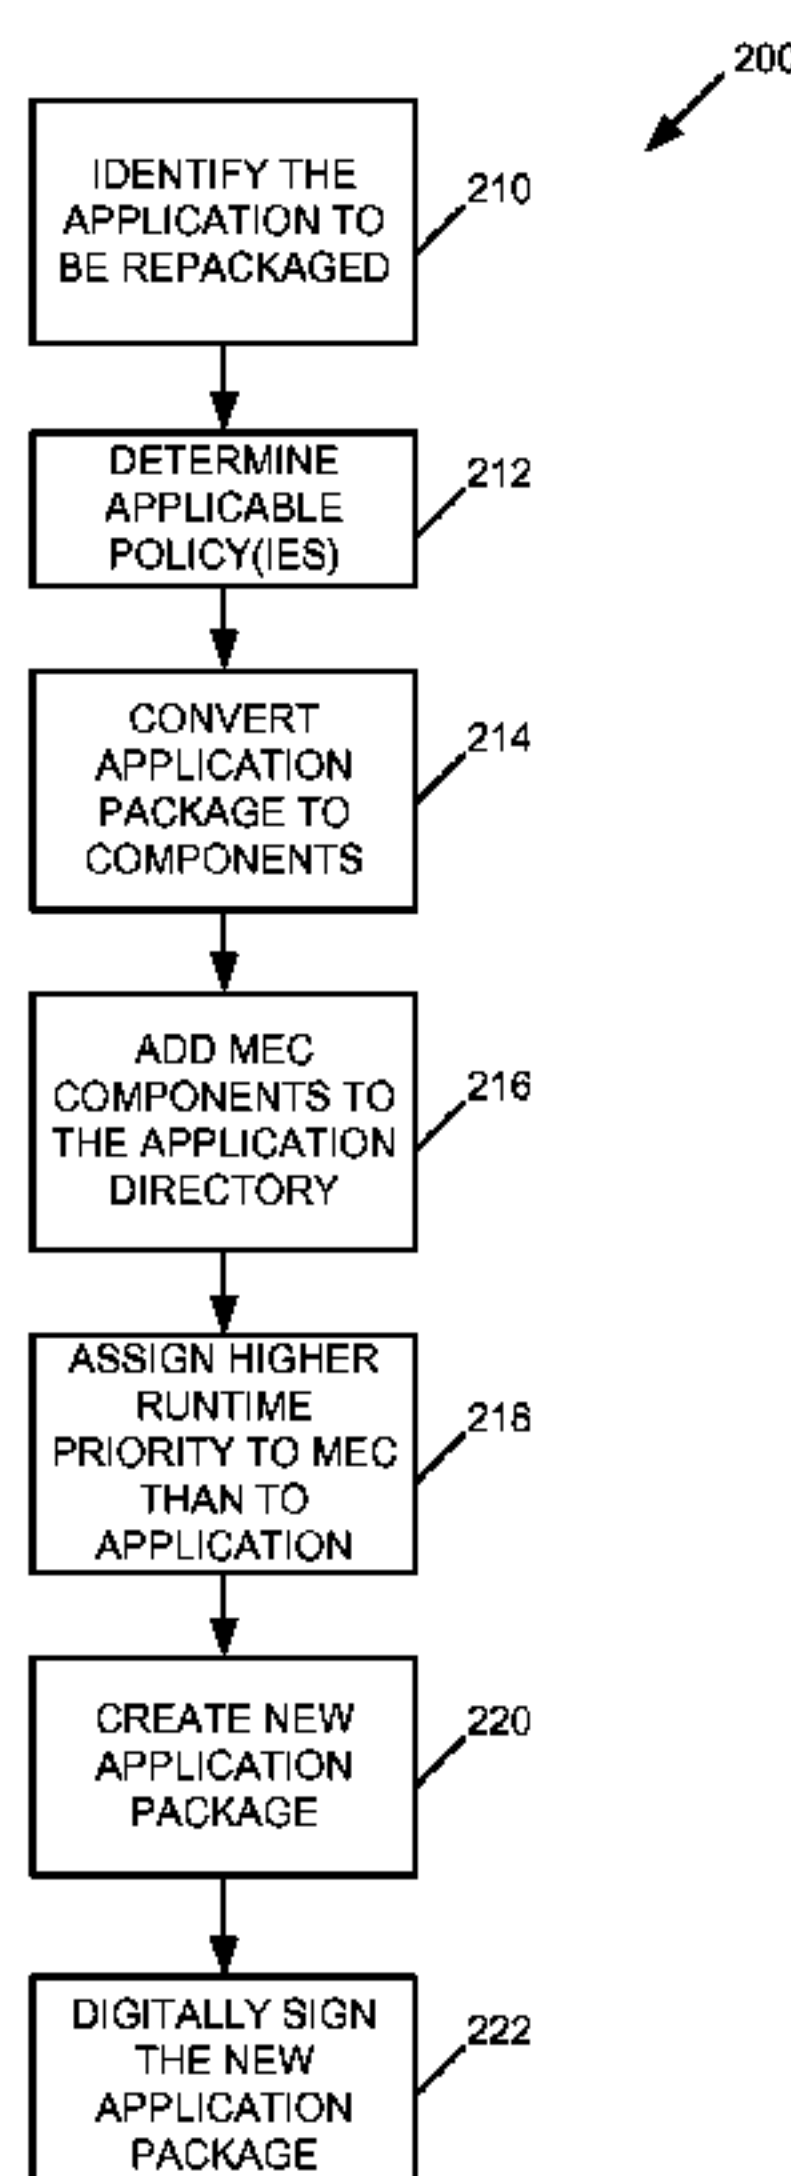 200
IDENTIFY THE
APPLICATION TO
BE REPACKAGED
210
DETERMINE
APPLICABLE
POLICY(IES)
212
CONVERT
APPLICATION
PACKAGE TO
COMPONENTS
214
ADD MEC
COMPONENTS TO
THE APPLICATION
DIRECTORY
216
ASSIGN HIGHER
RUNTIME
PRIORITY TO MEC
THAN TO
APPLICATION
218
CREATE NEW
APPLICATION
PACKAGE
220
DIGITALLY SIGN
THE NEW
APPLICATION
PACKAGE
222